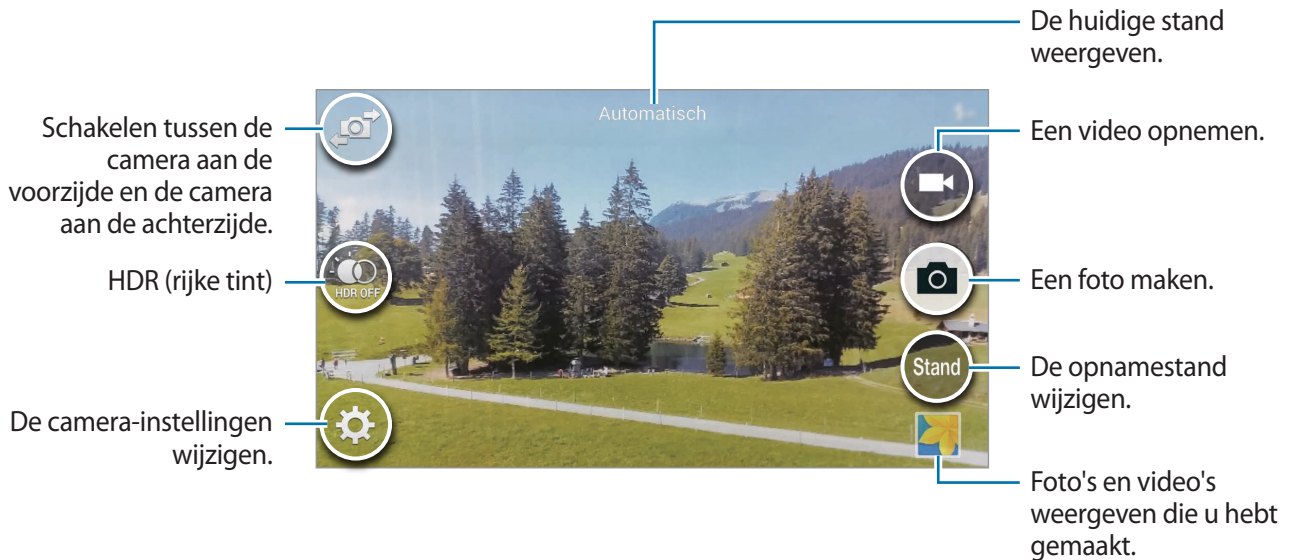 De huidige stand
weergeven.
Automatisch
Schakelen tussen de
camera aan de
voorzijde en de camera
aan de achterzijde.
Een video opnemen.
HDR (rijke tint)
HDR OFF
Een foto maken.
Stand
De opnamestand
wijzigen.
De camera-instellingen
wijzigen.
Foto's en video's
weergeven die u hebt
gemaakt.